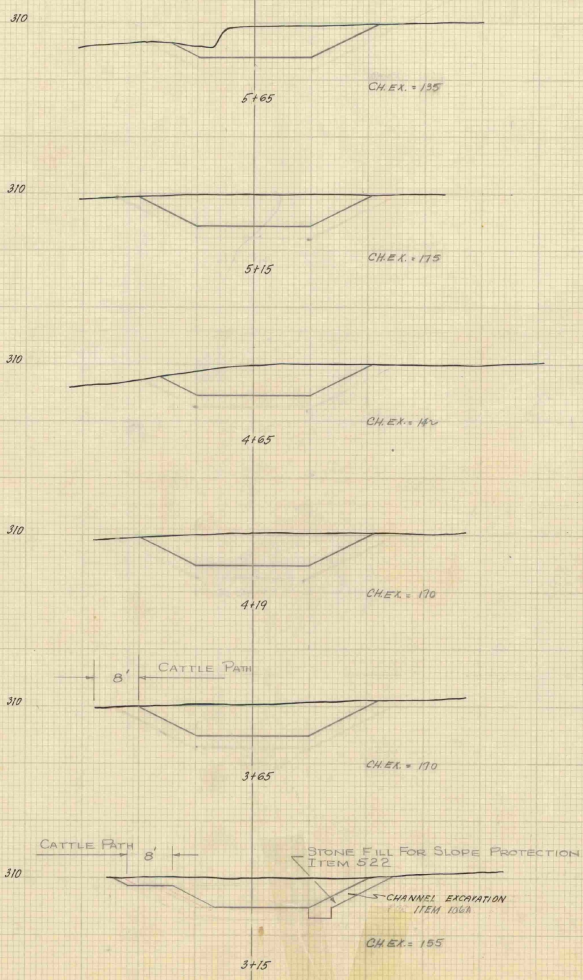 310
CH. EX. = 135
5+65
310
CH. EX. = 175
5+15
310
CH. EX. =
4+65
310
CH. EX. = 170
4+19
8' CATTLE PATH
310
CH. EX. = 170
3+65
CATTLE PATH 8'
STONE FILL FOR SLOPE PROTECTION
ITEM 522
310
CHANNEL EXCAVATION
ITEM
CH. EX. = 155
3+15